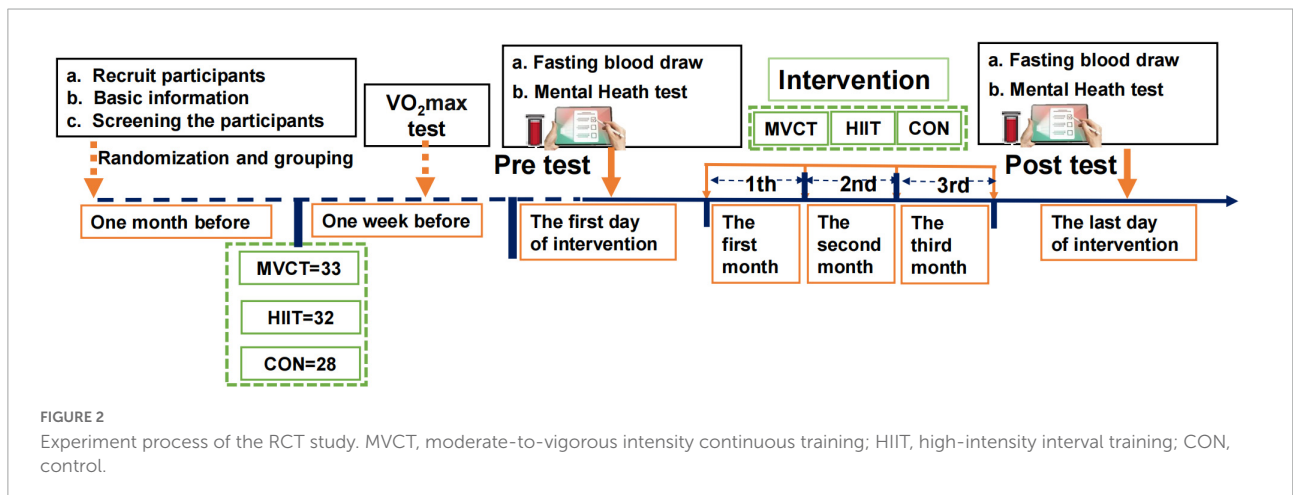 a. Recruit participants
b. Basic information
c. Screening the participants
Randomization and grouping
One month before
MVCT=33
HIIT=32
CON=28
VO₂max
test
One week before
a. Fasting blood draw
b. Mental Heath test
Pre test
The first day
of intervention
Intervention
MVCT
HIIT
CON
1th
2nd
3rd
The
first
month
The
second
month
The
third
month
a. Fasting blood draw
b. Mental Heath test
Post test
The last day
of intervention
FIGURE 2
Experiment process of the RCT study. MVCT, moderate-to-vigorous intensity continuous training; HIIT, high-intensity interval training; CON,
control.